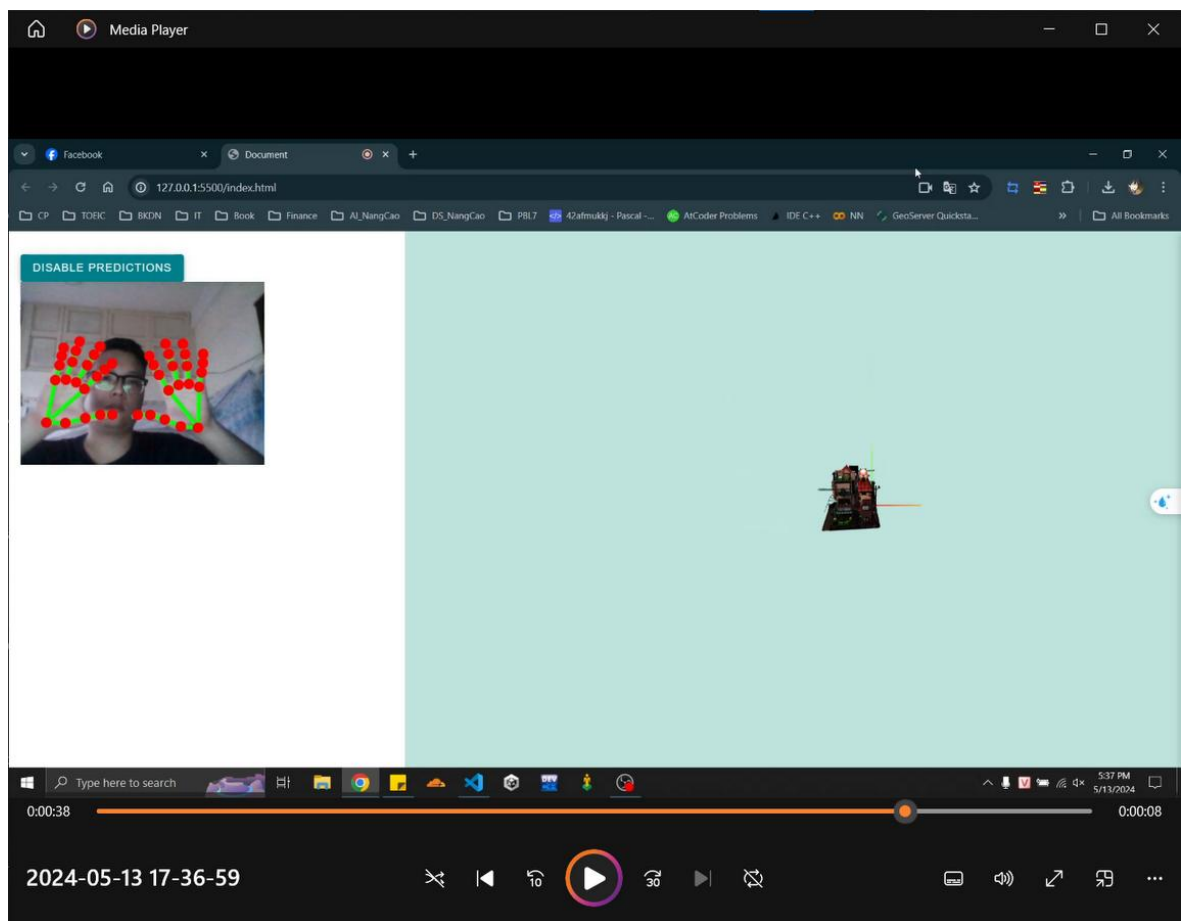 Media Player
Facebook
Document
127.0.0.1:5500/index.html
CP TOEIC BKDN IT Book Finance AI_NangCao DS_NangCao PBL7 42afmukkj - Pascal -... AtCoder Problems IDE C++ NN GeoServer Quicksta... » All Bookmarks
DISABLE PREDICTIONS
Type here to search
V
5:37 PM
5/13/2024
0:00:38
0:00:08
2024-05-13 17-36-59
10
30